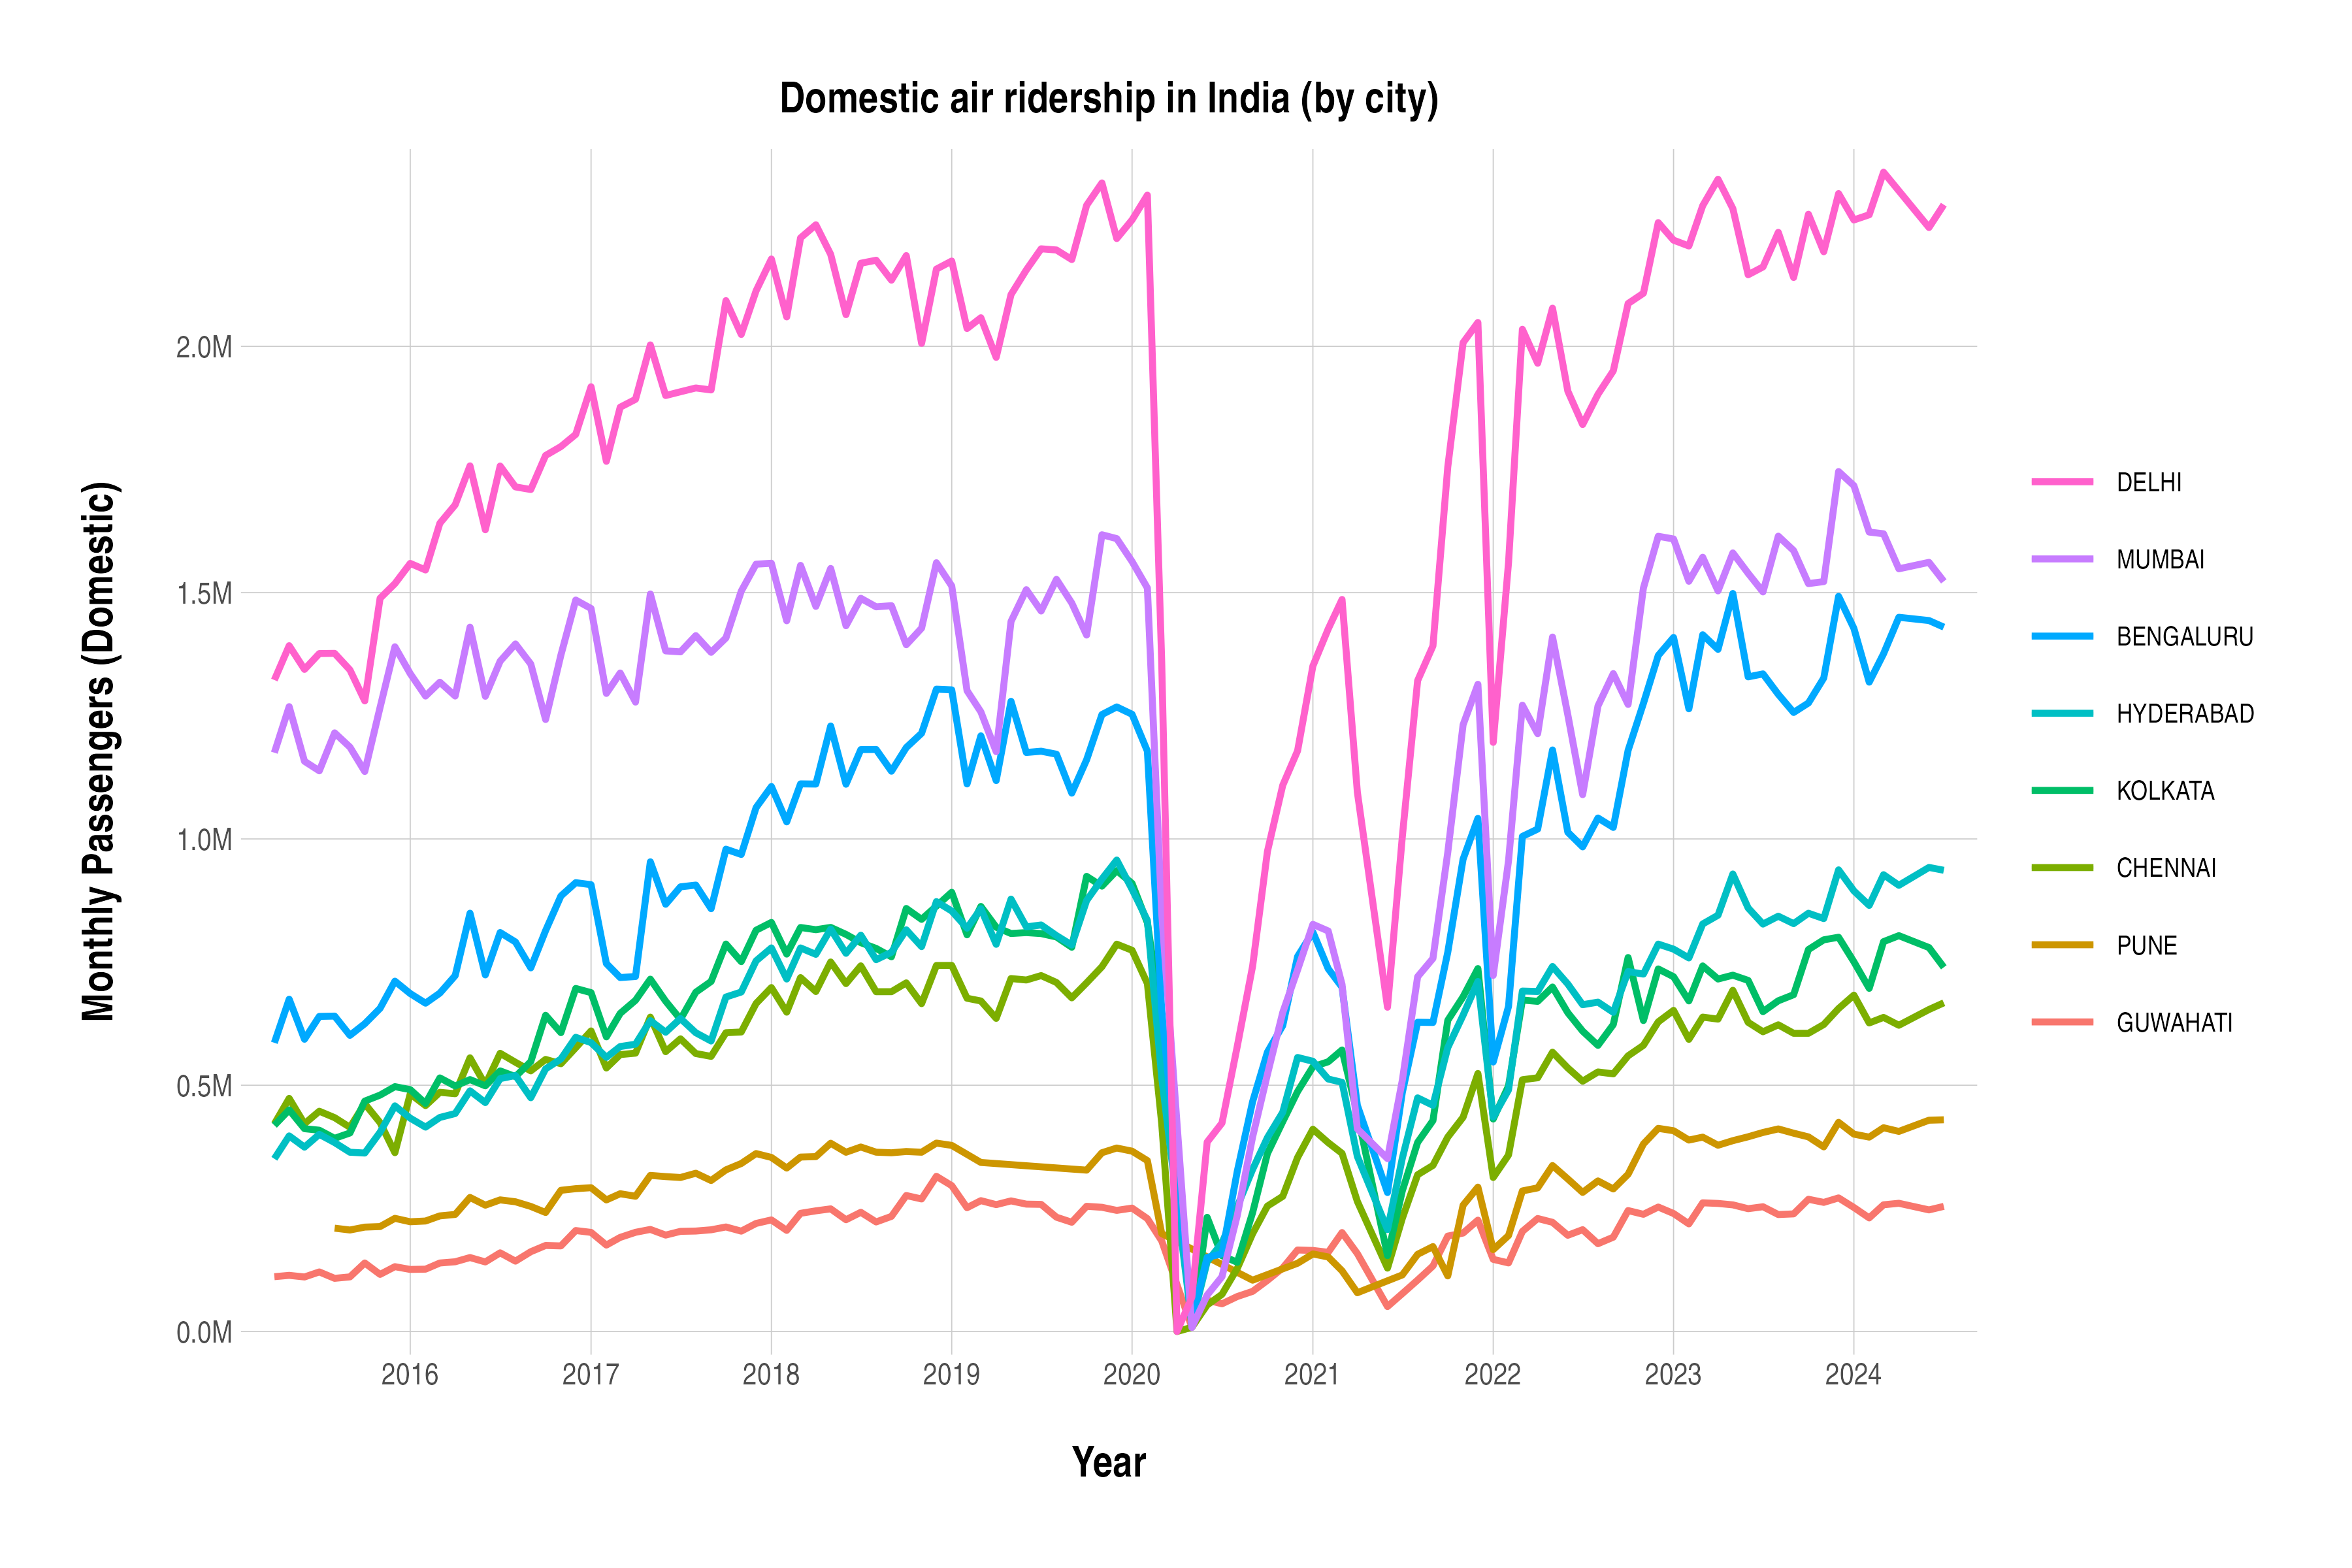 Domestic air ridership in India (by city)
Monthly Passengers (Domestic)
2.0M
1.5M
1.0M
0.5M
0.0M
2016
2017
2018
2019
2020
2021
2022
2023
2024
Year
DELHI
MUMBAI
BENGALURU
HYDERABAD
KOLKATA
CHENNAI
PUNE
GUWAHATI